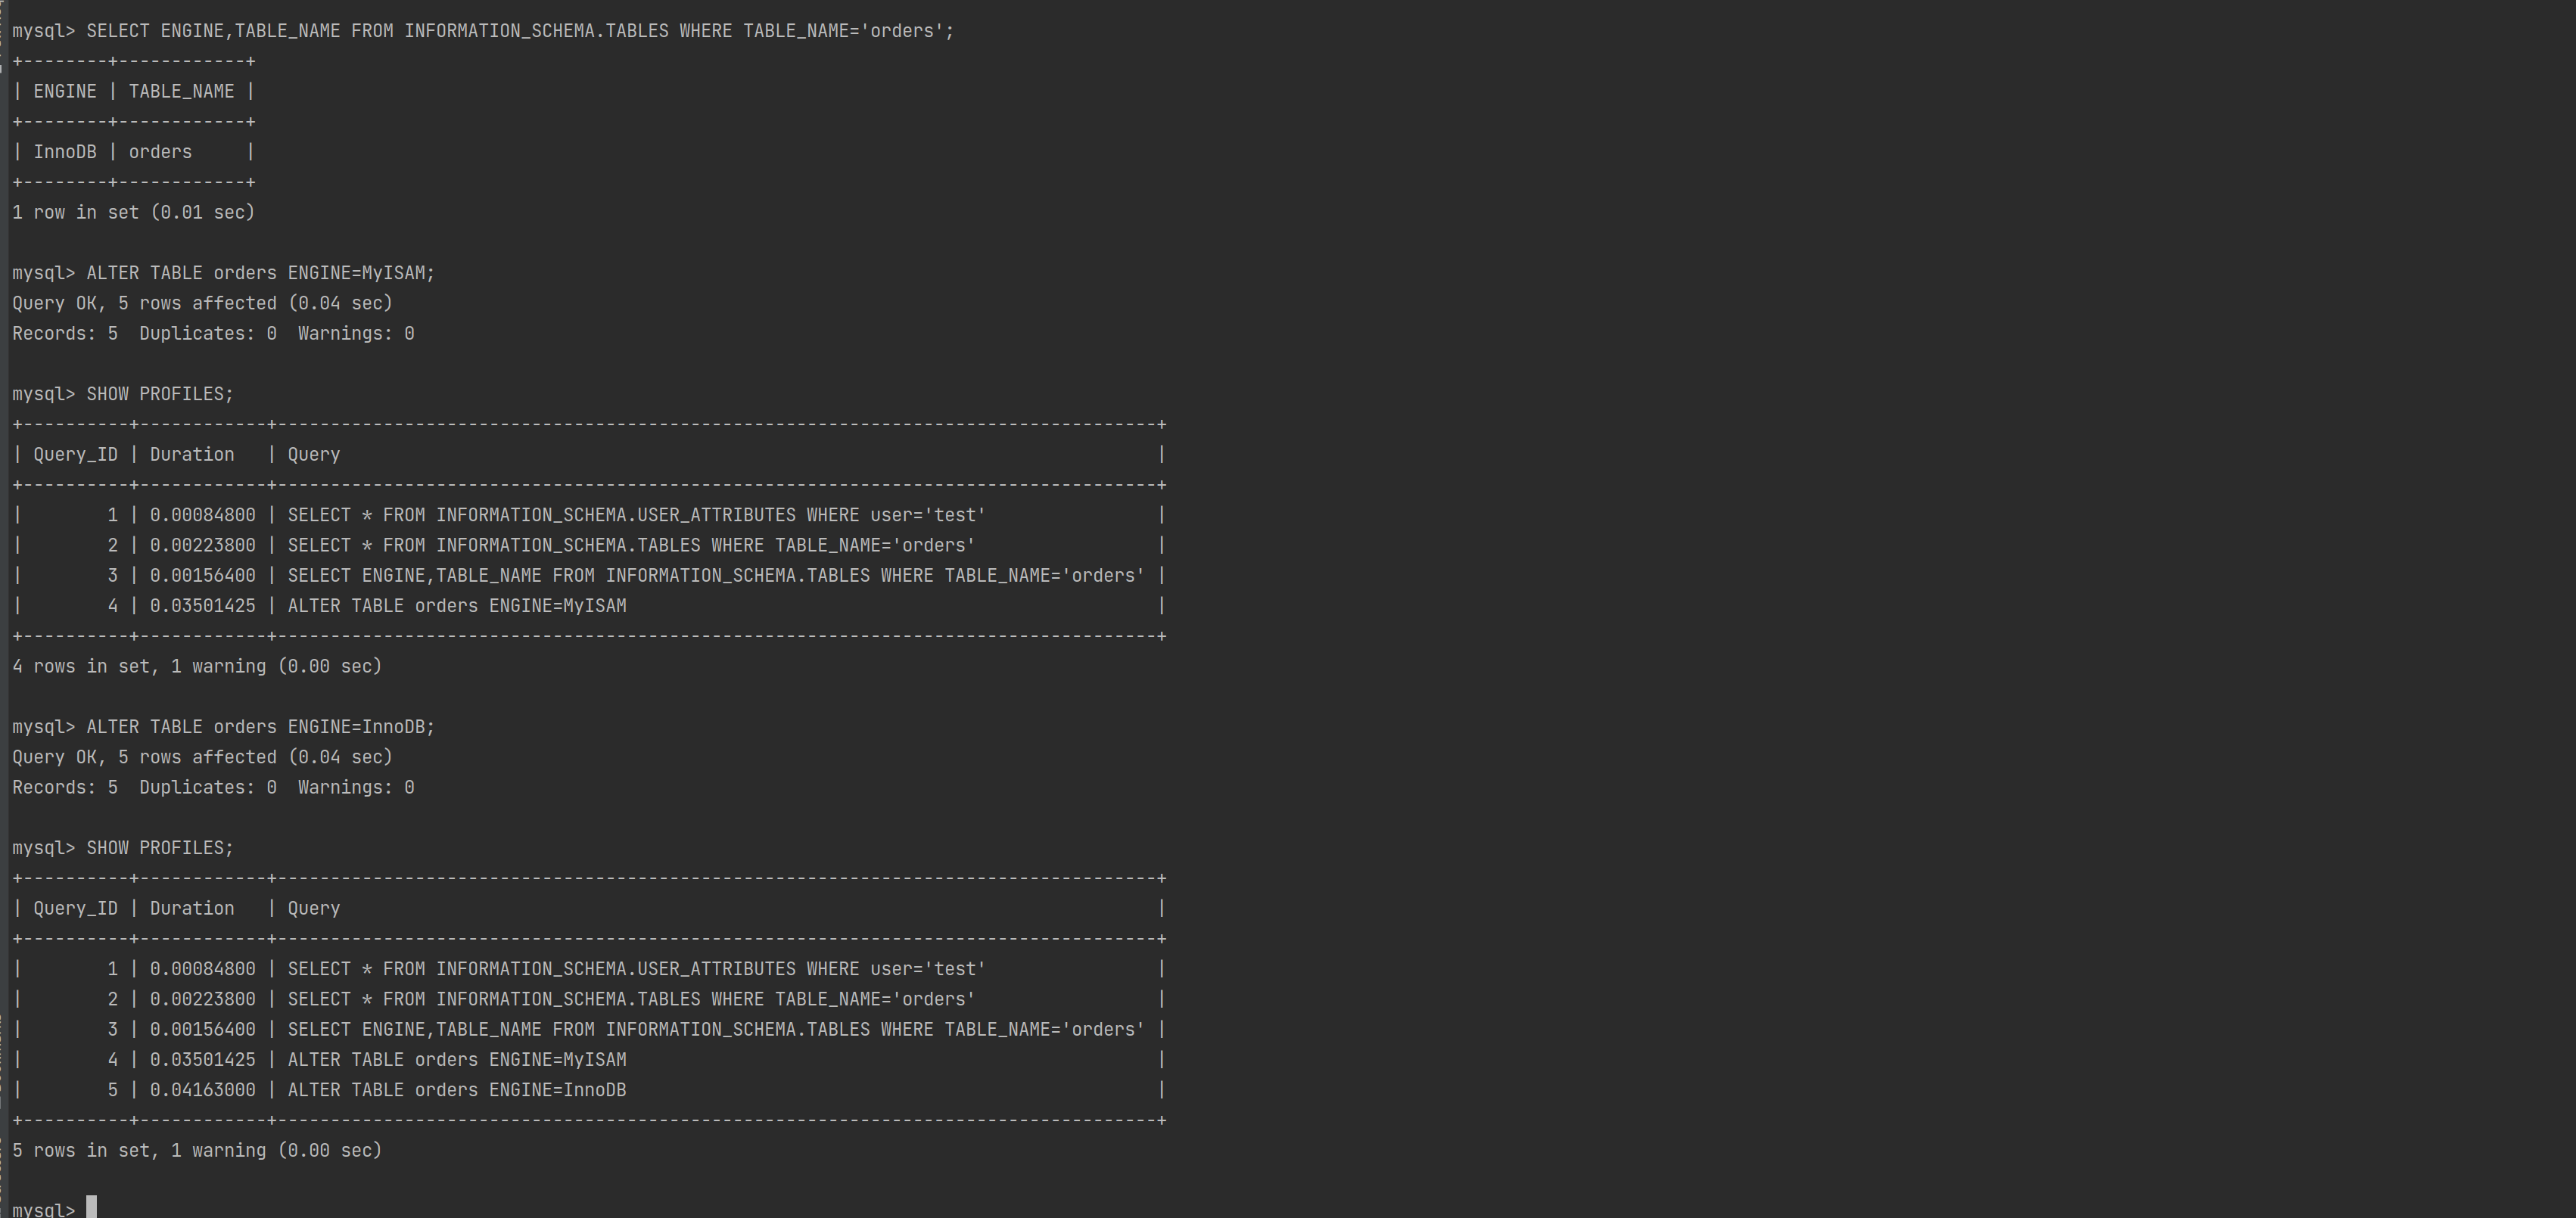 mysql> SELECT ENGINE,TABLE_NAME FROM INFORMATION_SCHEMA.TABLES WHERE TABLE_NAME='orders';
+--------+------------+
| ENGINE | TABLE_NAME |
+--------+------------+
| InnoDB | orders     |
+--------+------------+
1 row in set (0.01 sec)

mysql> ALTER TABLE orders ENGINE=MyISAM;
Query OK, 5 rows affected (0.04 sec)
Records: 5  Duplicates: 0  Warnings: 0

mysql> SHOW PROFILES;
+----------+------------+-----------------------------------------------------------------------------------+
| Query_ID | Duration   | Query                                                                             |
+----------+------------+-----------------------------------------------------------------------------------+
|        1 | 0.00084800 | SELECT * FROM INFORMATION_SCHEMA.USER_ATTRIBUTES WHERE user='test'                |
|        2 | 0.00223800 | SELECT * FROM INFORMATION_SCHEMA.TABLES WHERE TABLE_NAME='orders'                 |
|        3 | 0.00156400 | SELECT ENGINE,TABLE_NAME FROM INFORMATION_SCHEMA.TABLES WHERE TABLE_NAME='orders' |
|        4 | 0.03501425 | ALTER TABLE orders ENGINE=MyISAM                                                  |
+----------+------------+-----------------------------------------------------------------------------------+
4 rows in set, 1 warning (0.00 sec)

mysql> ALTER TABLE orders ENGINE=InnoDB;
Query OK, 5 rows affected (0.04 sec)
Records: 5  Duplicates: 0  Warnings: 0

mysql> SHOW PROFILES;
+----------+------------+-----------------------------------------------------------------------------------+
| Query_ID | Duration   | Query                                                                             |
+----------+------------+-----------------------------------------------------------------------------------+
|        1 | 0.00084800 | SELECT * FROM INFORMATION_SCHEMA.USER_ATTRIBUTES WHERE user='test'                |
|        2 | 0.00223800 | SELECT * FROM INFORMATION_SCHEMA.TABLES WHERE TABLE_NAME='orders'                 |
|        3 | 0.00156400 | SELECT ENGINE,TABLE_NAME FROM INFORMATION_SCHEMA.TABLES WHERE TABLE_NAME='orders' |
|        4 | 0.03501425 | ALTER TABLE orders ENGINE=MyISAM                                                  |
|        5 | 0.04163000 | ALTER TABLE orders ENGINE=InnoDB                                                  |
+----------+------------+-----------------------------------------------------------------------------------+
5 rows in set, 1 warning (0.00 sec)

mysql>